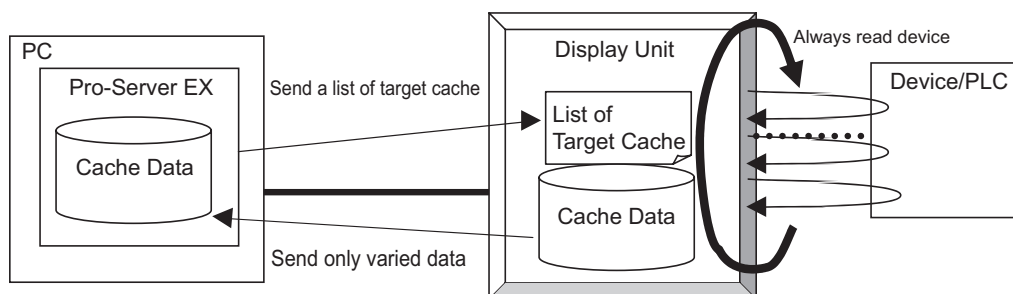 PC
Pro-Server EX
Cache Data
Send a list of target cache
Send only varied data
Display Unit
List of
Target Cache
Cache Data
Always read device
Device/PLC